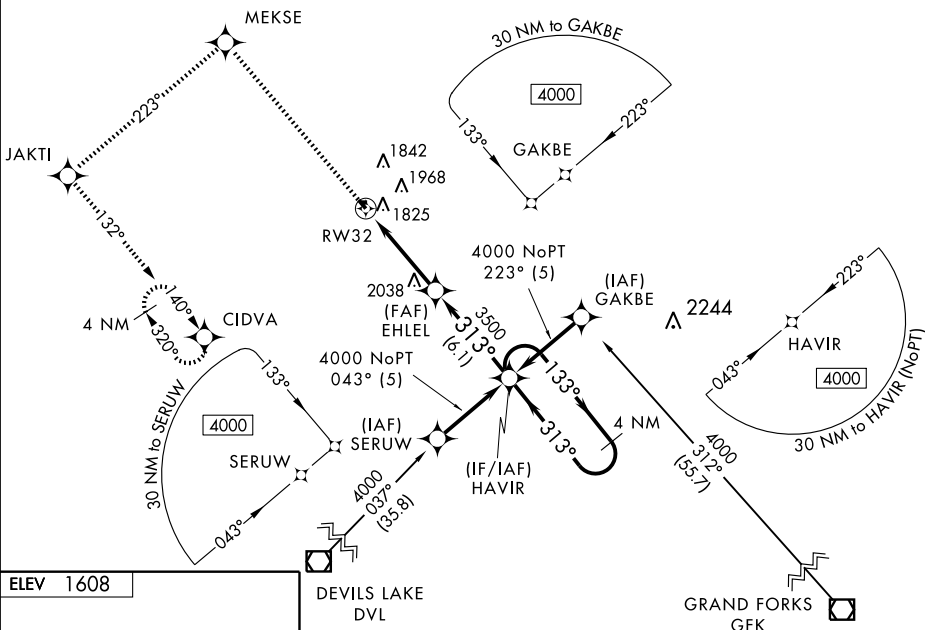 MEKSE
30 NM to GAKBE
4000
223°
133°
223°
GAKBE
JAKTI
1842
1968
1825
RW32
132°
4000 NoPT
223° (5)
(IAF)
GAKBE
223°
2038
(FAF)
EHLEL
3500
313°
(6.1)
2244
140°
4 NM
320°
CIDVA
HAVIR
043°
4000
30 NM to HAVIR (NoPT)
4000 NoPT
043° (5)
133°
313°
4 NM
133°
30 NM to SERUW
4000
SERUW
043°
(IAF)
SERUW
(IF/IAF)
HAVIR
4000
312°
(55.7)
4000
037°
(35.8)
ELEV 1608
DEVILS LAKE
DVL
GRAND FORKS
GFK